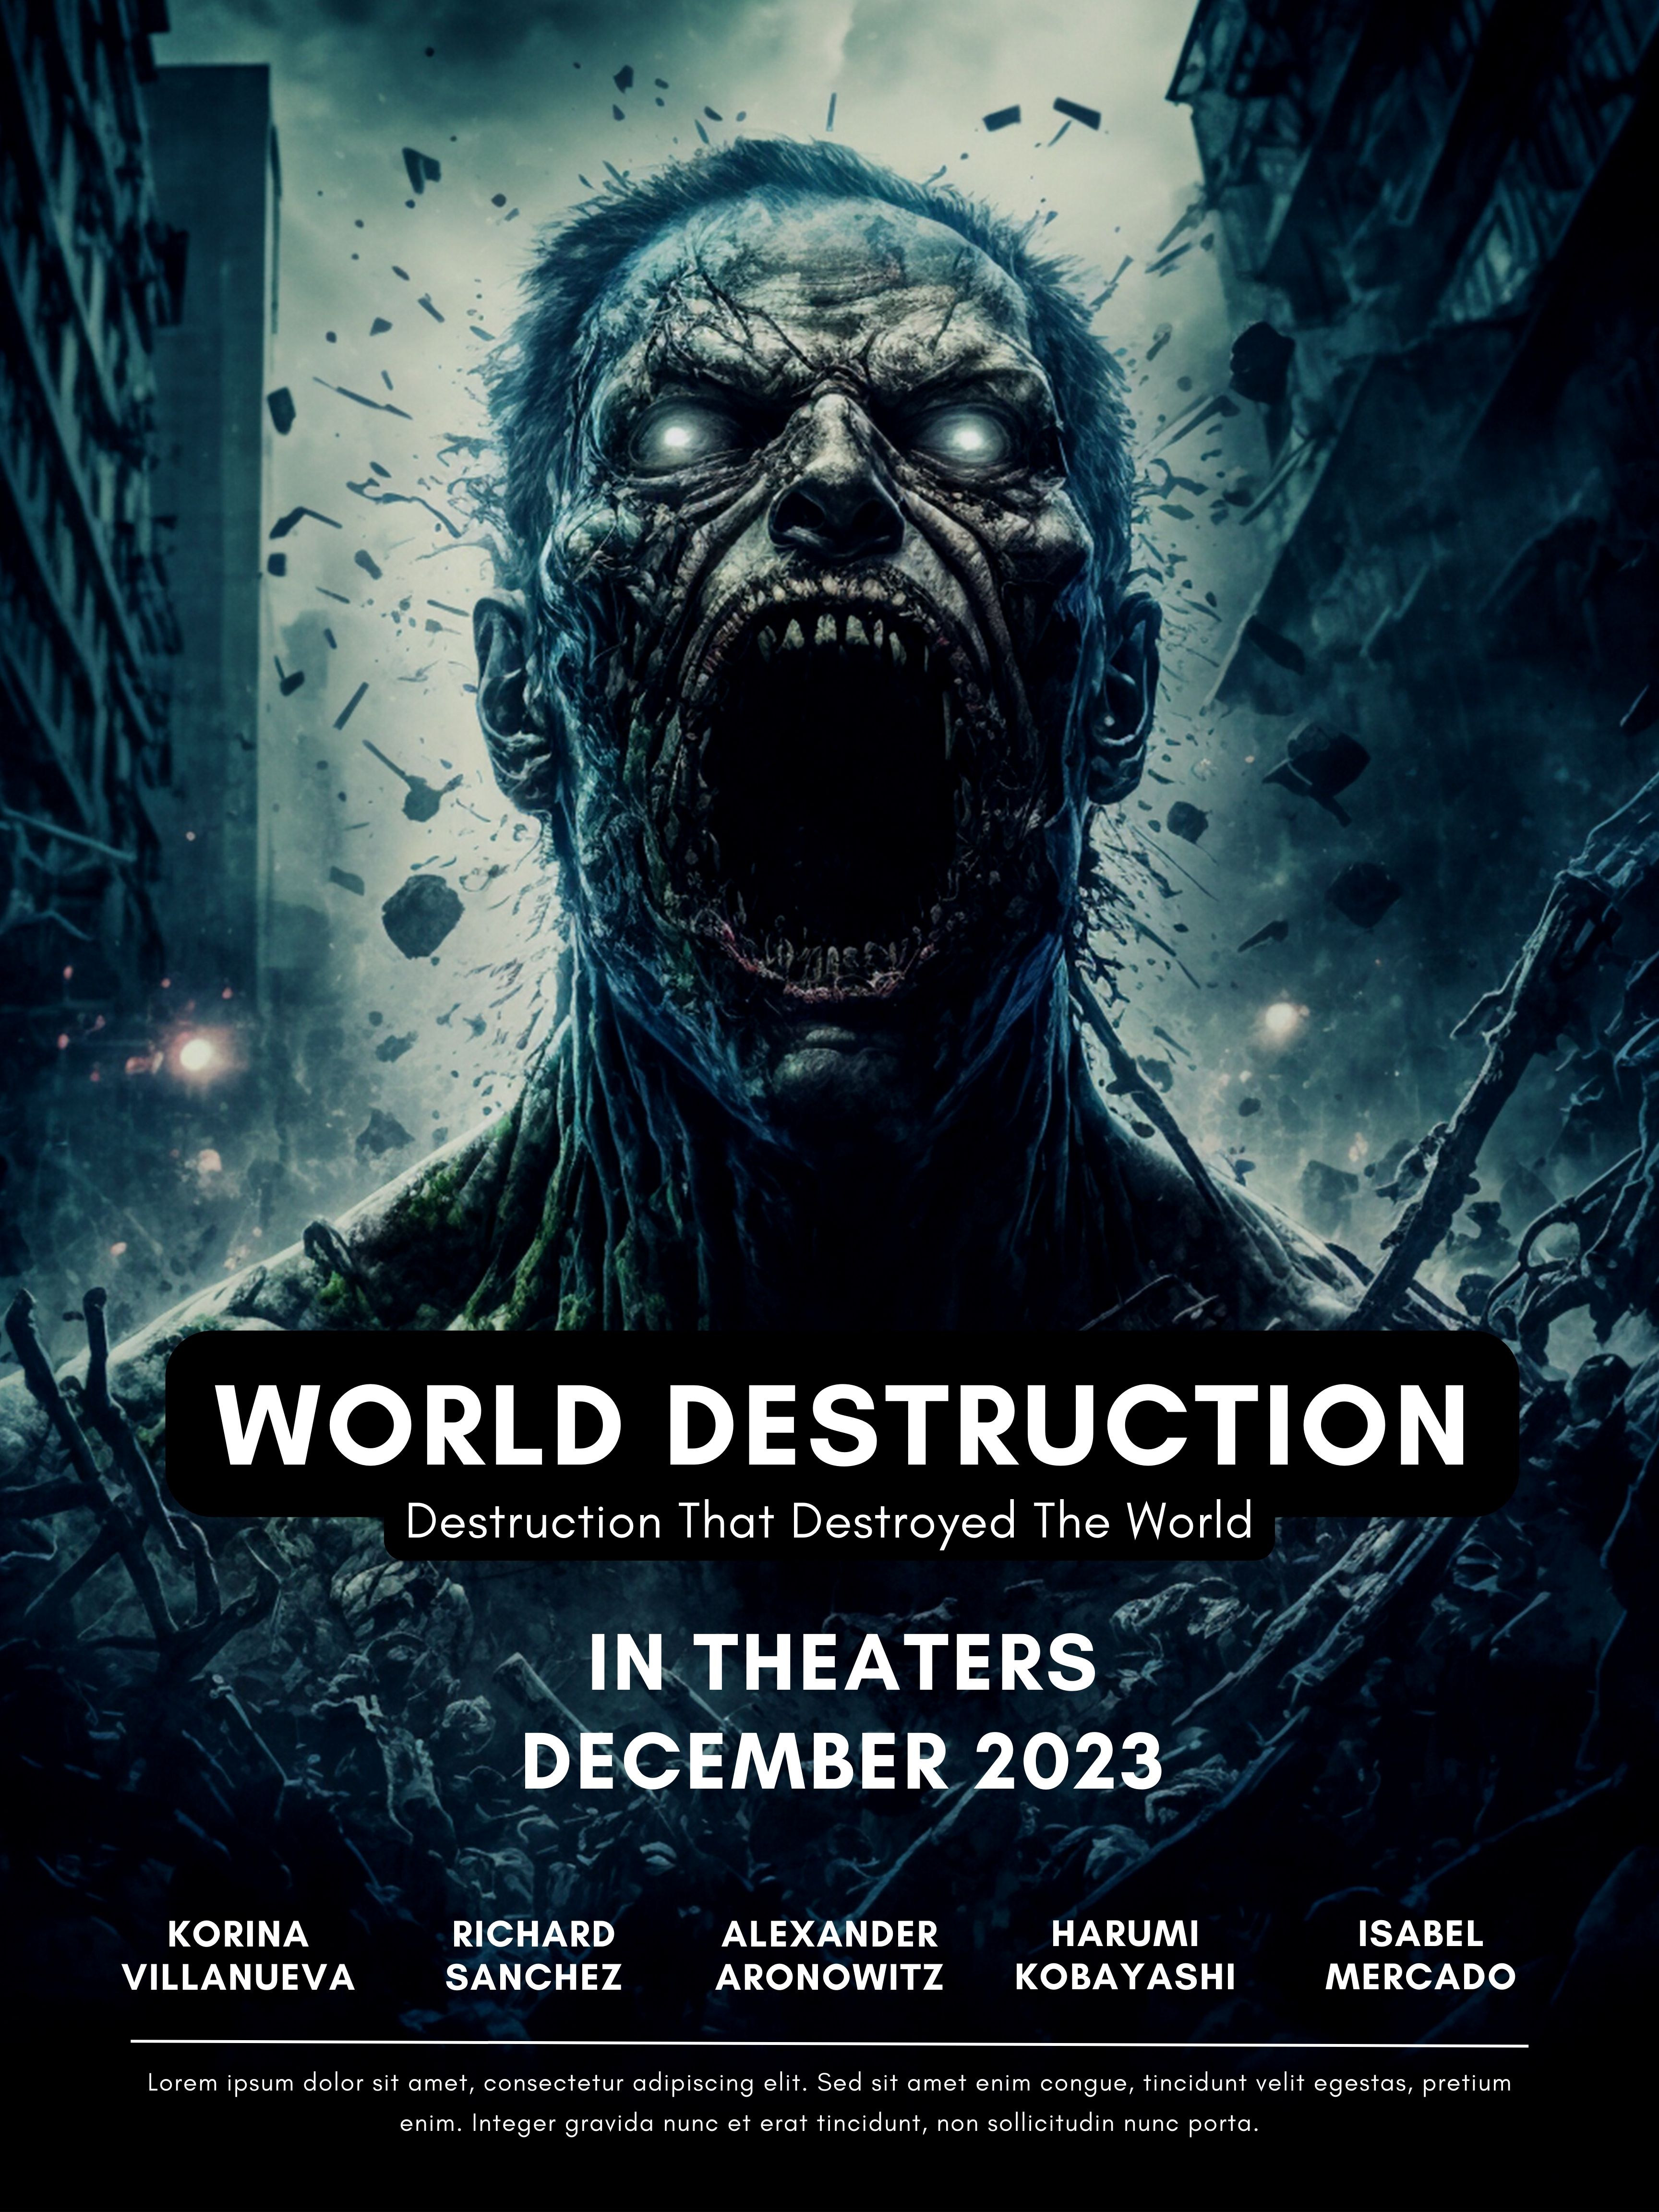 WORLD DESTRUCTION
Destruction That Destroyed The World
IN THEATERS
DECEMBER 2023
KORINA VILLANUEVA
RICHARD SANCHEZ
ALEXANDER ARONOWITZ
HARUMI KOBAYASHI
ISABEL MERCADO
Lorem ipsum dolor sit amet, consectetur adipiscing elit. Sed sit amet enim congue, tincidunt velit egestas, pretium
enim. Integer gravida nunc et erat tincidunt, non sollicitudin nunc porta.